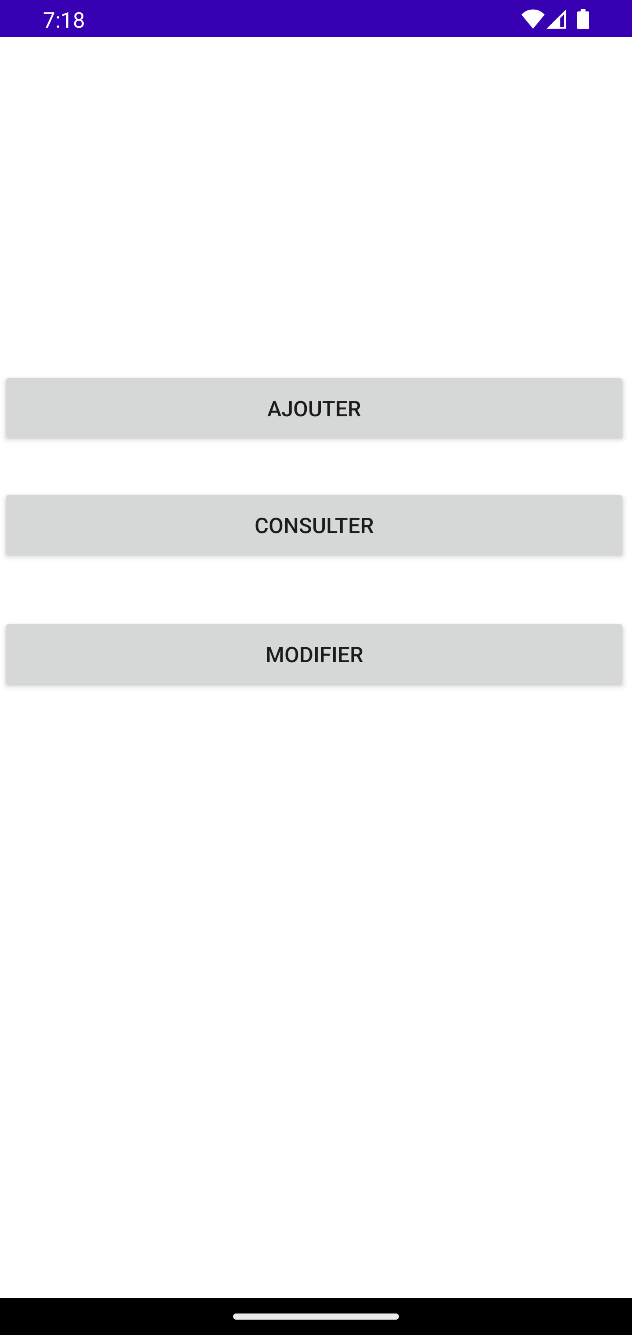 7:18
AJOUTER
CONSULTER
MODIFIER